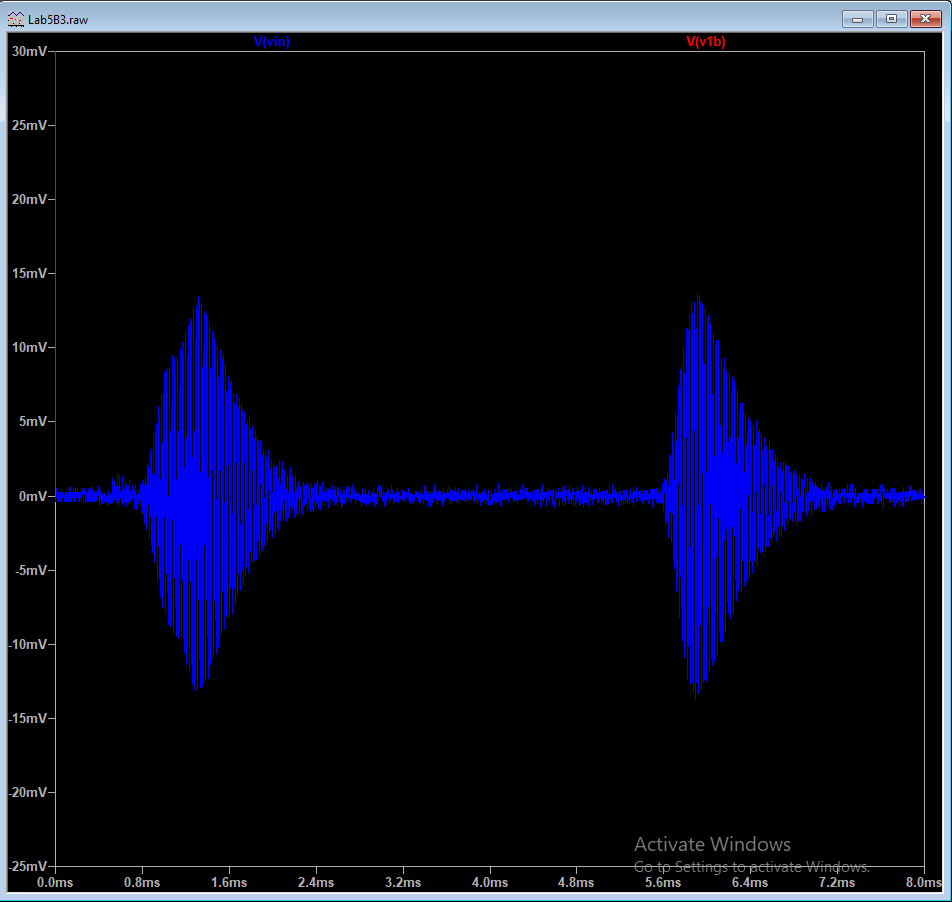 Lab5B3.raw
V(vin) V(v1b)
30mV
25mV
20mV
15mV
10mV
5mV
0mV
-5mV
-10mV
-15mV
-20mV
-25mV
0.0ms 0.8ms 1.6ms 2.4ms 3.2ms 4.0ms 4.8ms 5.6ms 6.4ms 7.2ms 8.0ms
Activate Windows
Go to Settings to activate Windows.